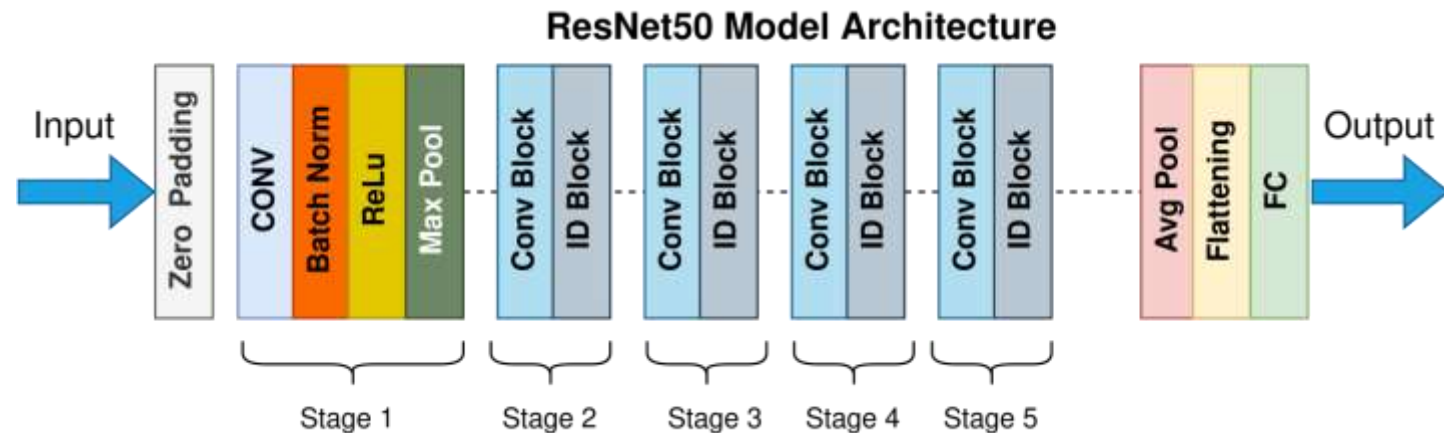 ResNet50 Model Architecture
Input
Zero Padding
CONV
Batch Norm
ReLu
Max Pool
Conv Block
ID Block
Conv Block
ID Block
Conv Block
ID Block
Conv Block
ID Block
Avg Pool
Flattening
FC
Output
Stage 1
Stage 2
Stage 3
Stage 4
Stage 5